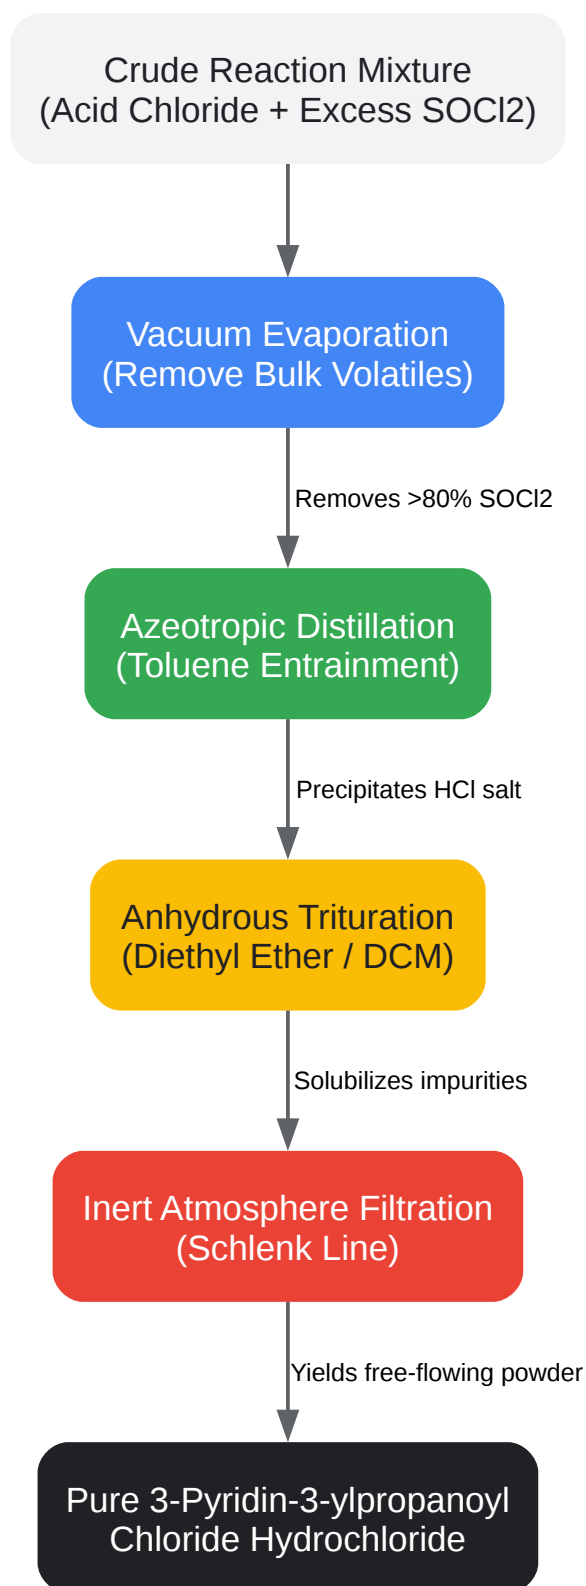 Crude Reaction Mixture
(Acid Chloride + Excess SOCl2)
Vacuum Evaporation
(Remove Bulk Volatiles)
Removes >80% SOCl2
Azeotropic Distillation
(Toluene Entrainment)
Precipitates HCl salt
Anhydrous Trituration
(Diethyl Ether / DCM)
Solubilizes impurities
Inert Atmosphere Filtration
(Schlenk Line)
Yields free-flowing powder
Pure 3-Pyridin-3-ylpropanoyl
Chloride Hydrochloride